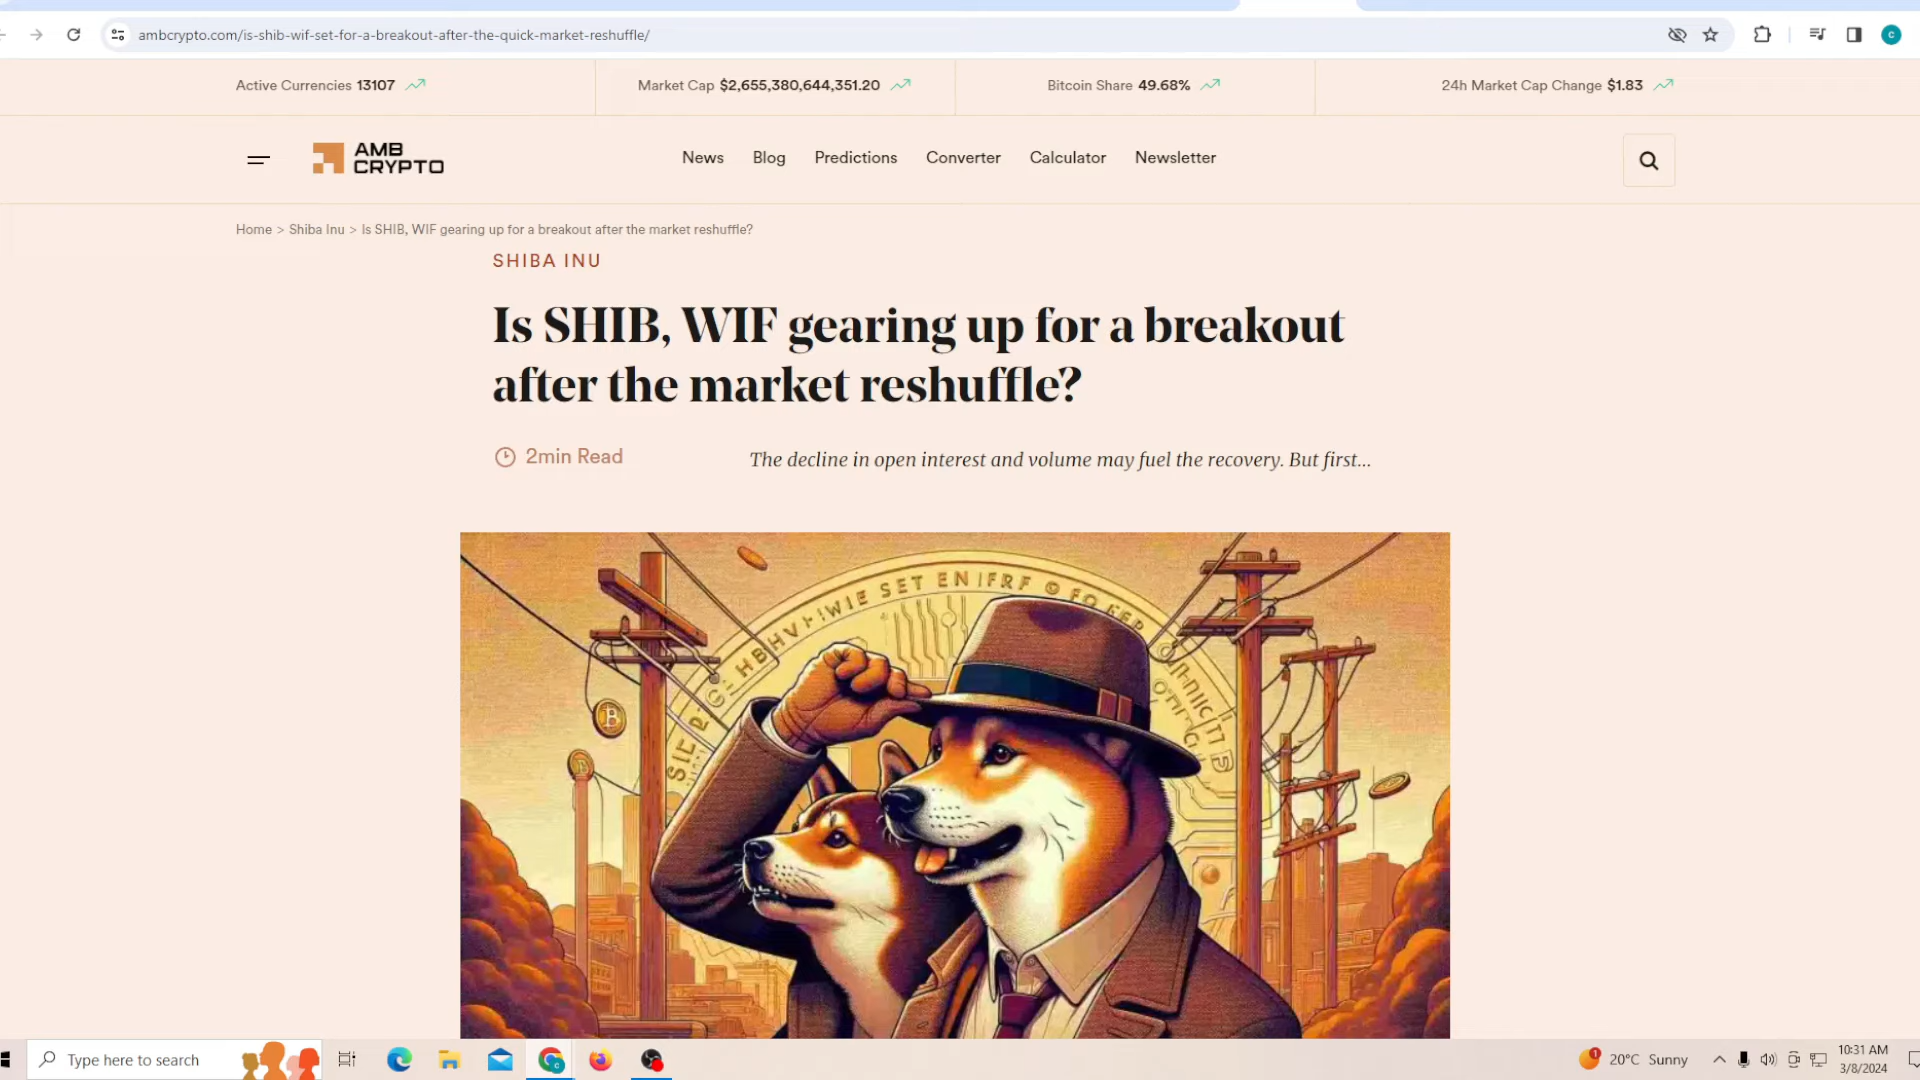 ambcrypto.com/is-shib-wif-set-for-a-breakout-after-the-quick-market-reshuffle/
C
Active Currencies 13107
Market Cap $2,655,380,644,351.20
Bitcoin Share 49.68%
24h Market Cap Change $1.83
AMB
CRYPTO
News
Blog
Predictions
Converter
Calculator
Newsletter
Home > Shiba Inu > Is SHIB, WIF gearing up for a breakout after the market reshuffle?
SHIBA INU
Is SHIB, WIF gearing up for a breakout
after the market reshuffle?
2min Read
The decline in open interest and volume may fuel the recovery. But first...
Type here to search
1
20°C Sunny
10:31 AM
3/8/2024